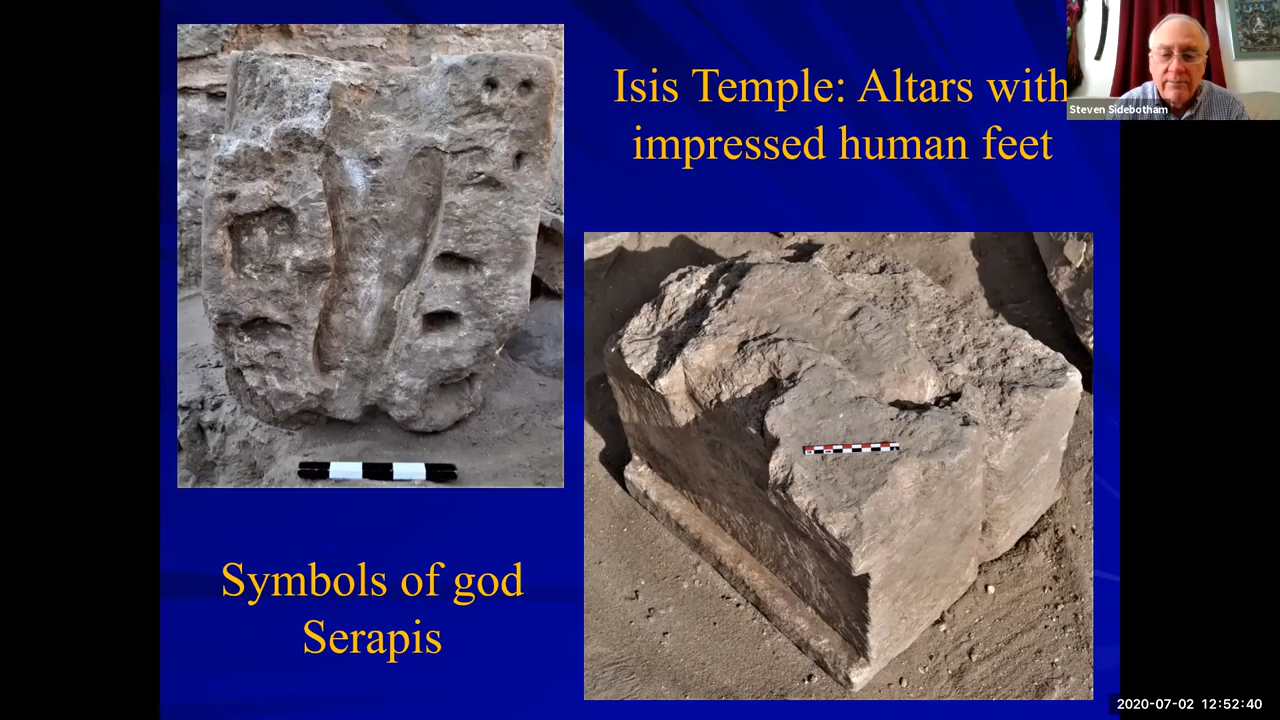 Isis Temple: Altars with
impressed human feet
Steven Sidebotham
Symbols of god
Serapis
2020-07-02 12:52:40